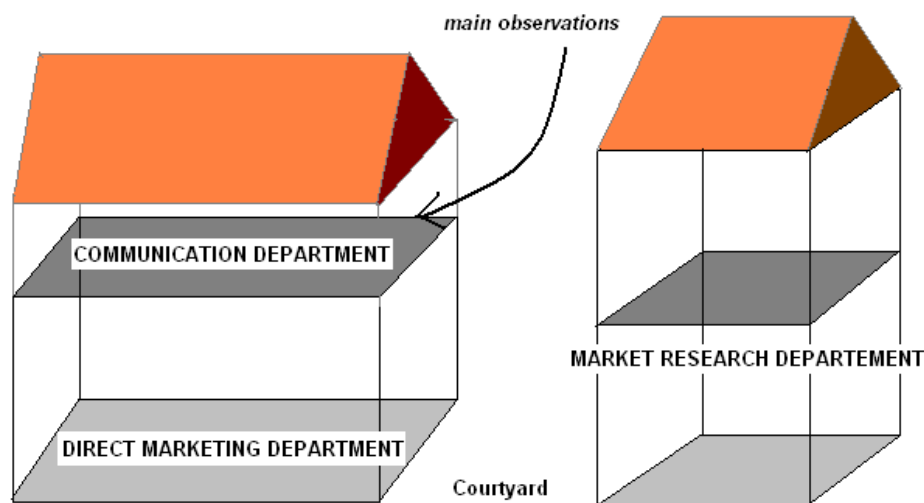 main observations
COMMUNICATION DEPARTMENT
MARKET RESEARCH DEPARTEMENT
DIRECT MARKETING DEPARTMENT
Courtyard